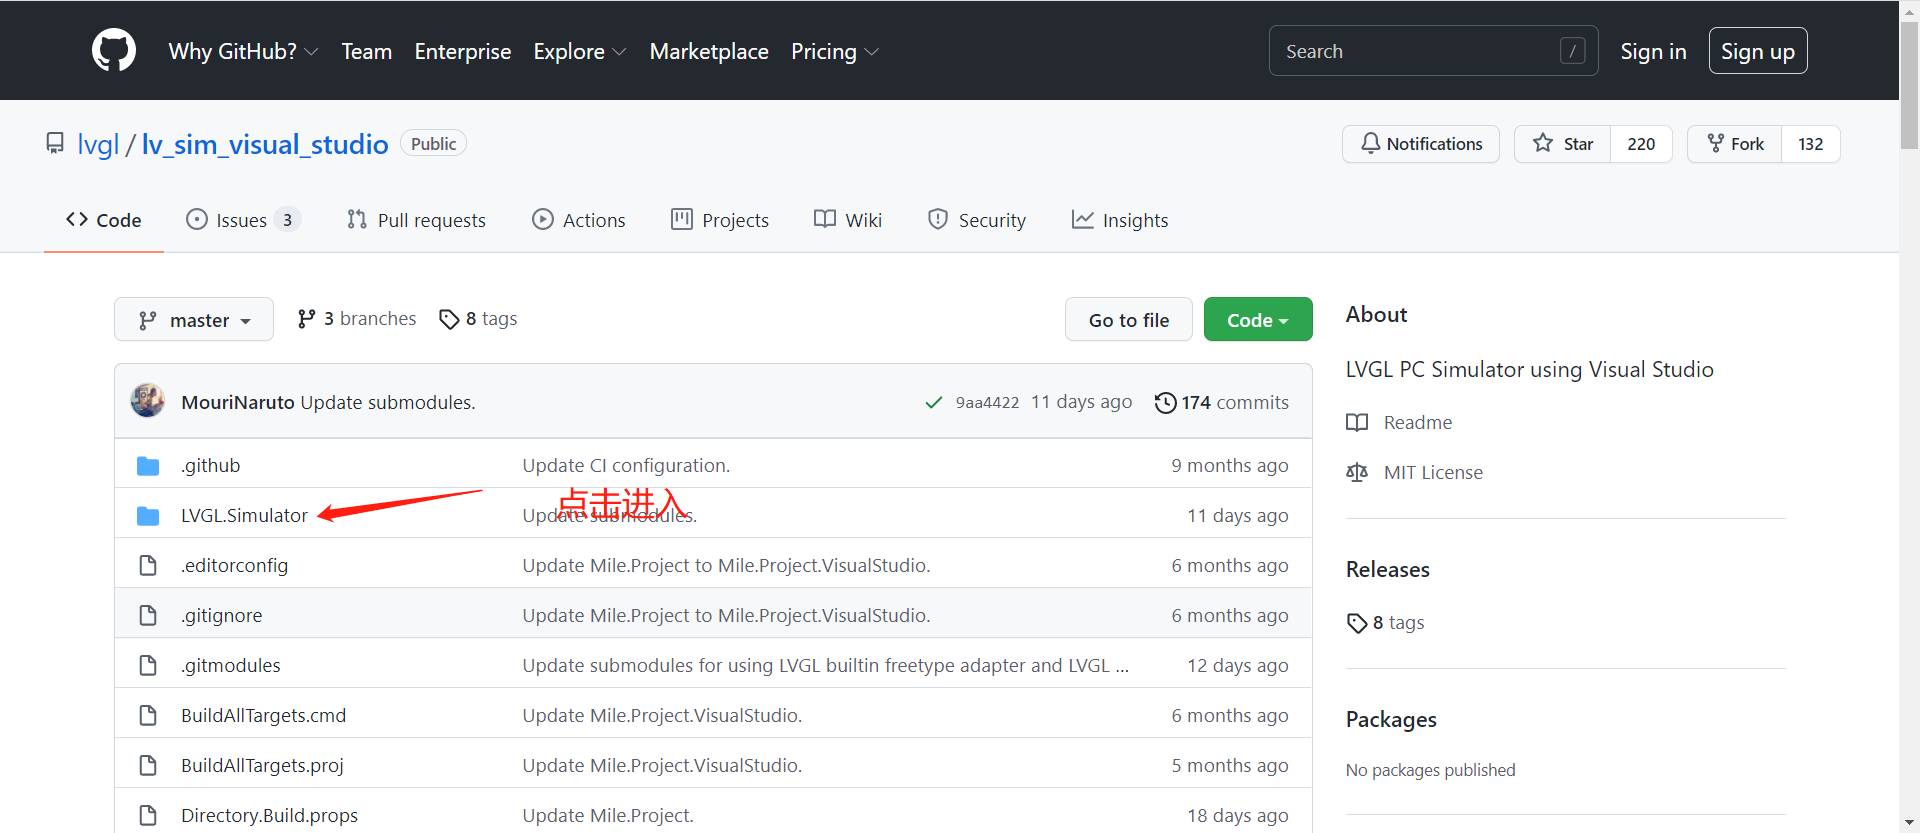 Why GitHub? Team Enterprise Explore Marketplace Pricing Search / Sign in Sign up
lvgl / lv_sim_visual_studio Public Notifications Star 220 Fork 132
Code Issues 3 Pull requests Actions Projects Wiki Security Insights
master 3 branches 8 tags Go to file Code
MouriNaruto Update submodules. 9aa4422 11 days ago 174 commits
.github Update CI configuration. 9 months ago
点击进入
LVGL.Simulator Update submodules. 11 days ago
.editorconfig Update Mile.Project to Mile.Project.VisualStudio. 6 months ago
.gitignore Update Mile.Project to Mile.Project.VisualStudio. 6 months ago
.gitmodules Update submodules for using LVGL builtin freetype adapter and LVGL ... 12 days ago
BuildAllTargets.cmd Update Mile.Project.VisualStudio. 6 months ago
BuildAllTargets.proj Update Mile.Project.VisualStudio. 5 months ago
Directory.Build.props Update Mile.Project. 18 days ago
About
LVGL PC Simulator using Visual Studio
Readme
MIT License
Releases
8 tags
Packages
No packages published